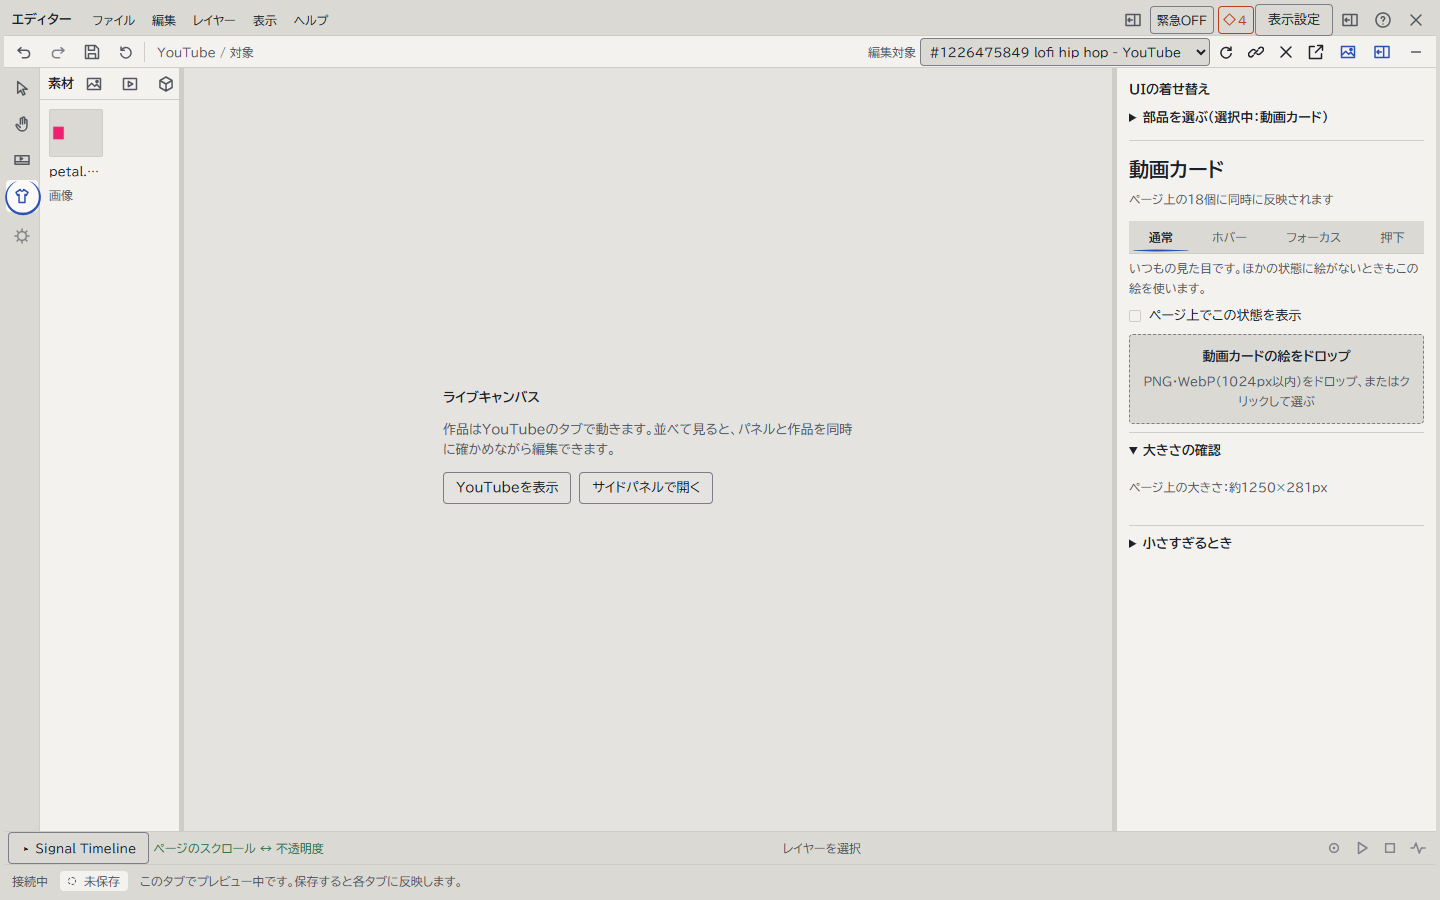 エディター ファイル 編集 レイヤー 表示 ヘルプ 緊急OFF 4 表示設定
YouTube / 対象 編集対象 #1226475849 lofi hip hop - YouTube
素材
petal.…
画像
ライブキャンバス
作品はYouTubeのタブで動きます。並べて見ると、パネルと作品を同時
に確かめながら編集できます。
YouTubeを表示 サイドパネルで開く
UIの着せ替え
▶ 部品を選ぶ（選択中：動画カード）
動画カード
ページ上の18個に同時に反映されます
通常 ホバー フォーカス 押下
いつもの見た目です。ほかの状態に絵がないときもこの
絵を使います。
ページ上でこの状態を表示
動画カードの絵をドロップ
PNG・WebP（1024px以内）をドロップ、またはク
リックして選ぶ
▼ 大きさの確認
ページ上の大きさ：約1250×281px
▶ 小さすぎるとき
▸ Signal Timeline ページのスクロール ↔ 不透明度 レイヤーを選択
接続中 未保存 このタブでプレビュー中です。保存すると各タブに反映します。